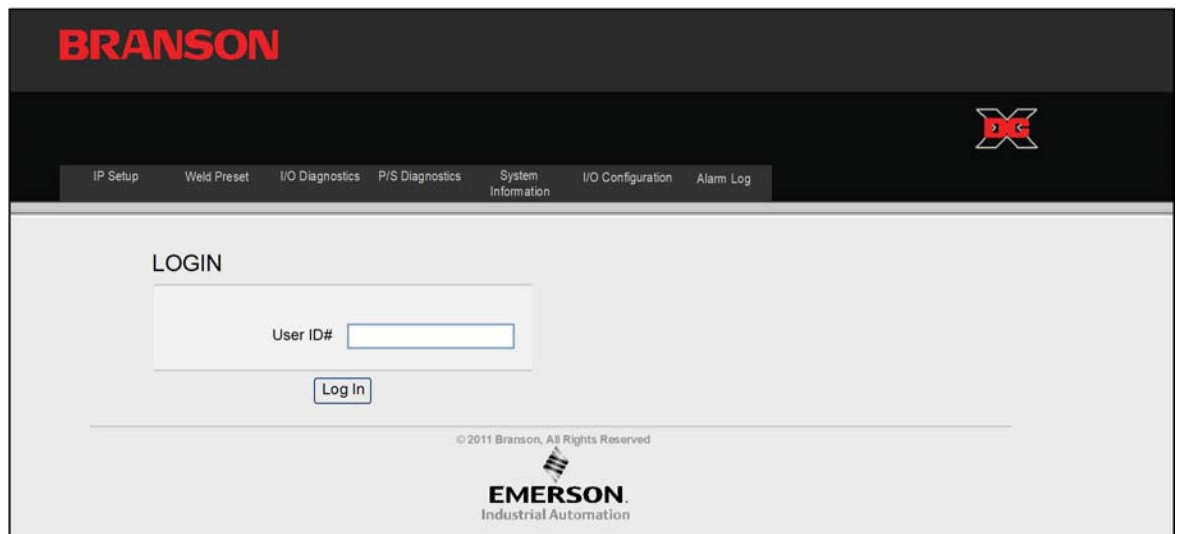 BRANSON
DCX
IP Setup
Weld Preset
I/O Diagnostics
P/S Diagnostics
System
Information
I/O Configuration
Alarm Log
LOGIN
User ID#
Log In
© 2011 Branson, All Rights Reserved
EMERSON.
Industrial Automation